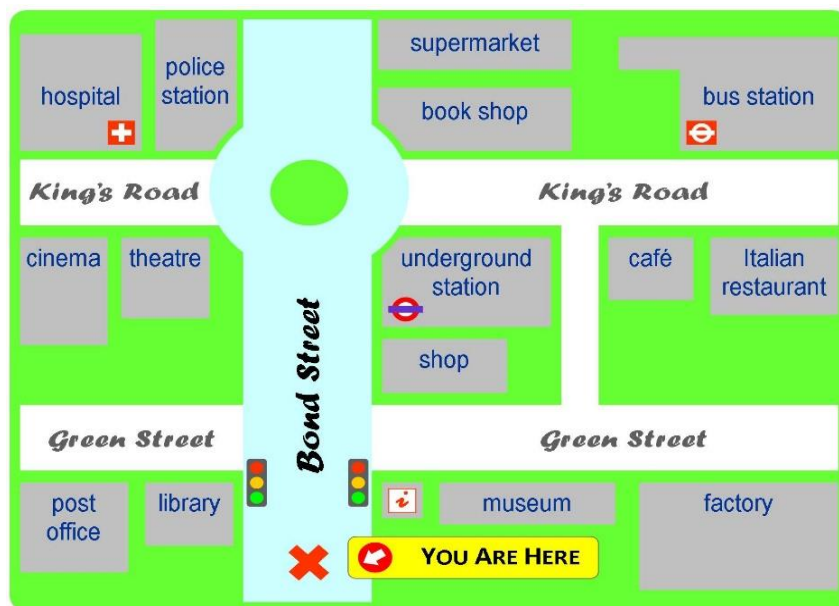 hospital
police
station
supermarket
book shop
bus station
King's Road
King's Road
cinema
theatre
underground
station
café
Italian
restaurant
shop
Bond Street
Green Street
Green Street
post
office
library
i
museum
factory
YOU ARE HERE